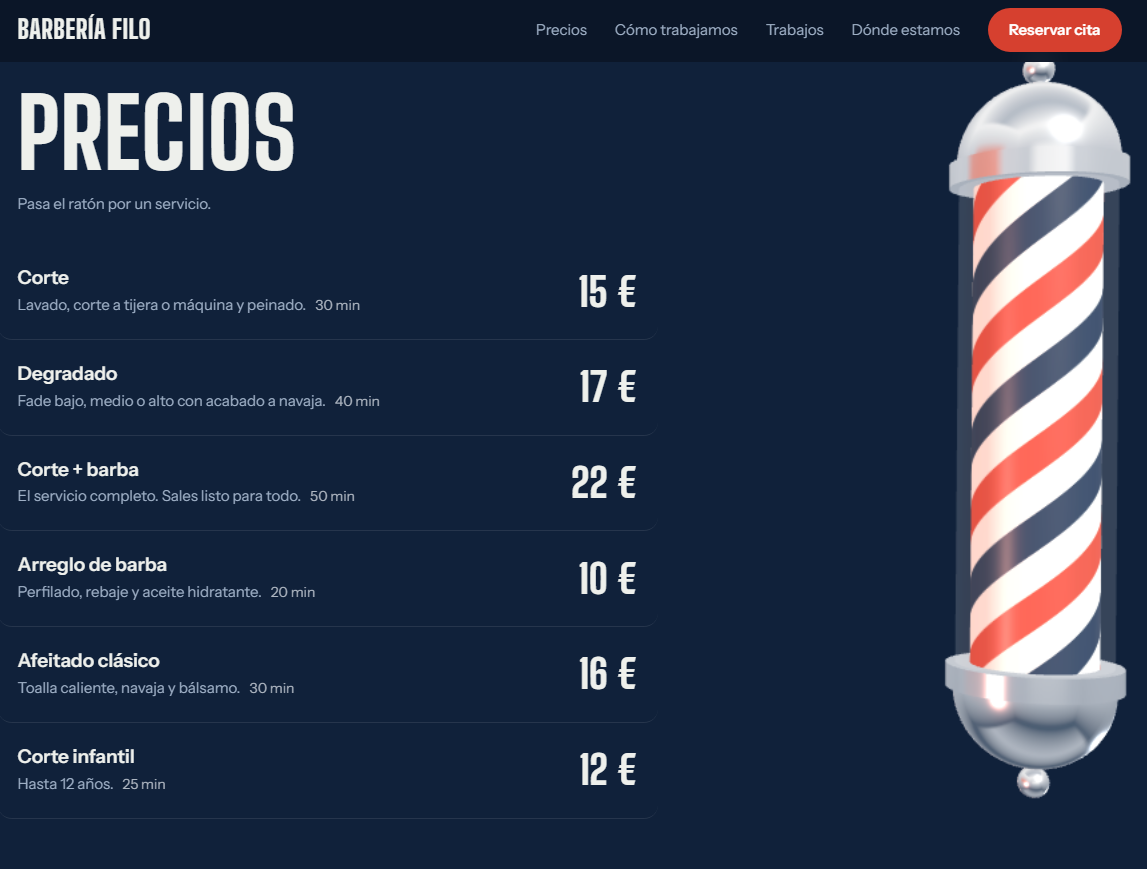 BARBERÍA FILO
Precios
Cómo trabajamos
Trabajos
Dónde estamos
Reservar cita
PRECIOS
Pasa el ratón por un servicio.
Corte
15 €
Lavado, corte a tijera o máquina y peinado. 30 min
Degradado
17 €
Fade bajo, medio o alto con acabado a navaja. 40 min
Corte + barba
22 €
El servicio completo. Sales listo para todo. 50 min
Arreglo de barba
10 €
Perfilado, rebaje y aceite hidratante. 20 min
Afeitado clásico
16 €
Toalla caliente, navaja y bálsamo. 30 min
Corte infantil
12 €
Hasta 12 años. 25 min